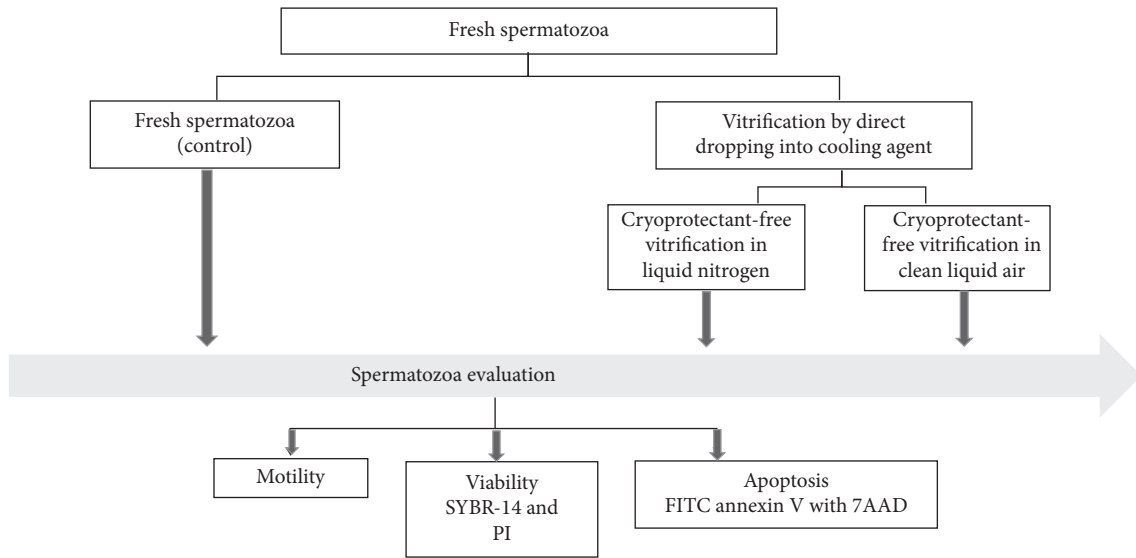 Fresh spermatozoa
Fresh spermatozoa
(control)
Vitrification by direct
dropping into cooling agent
Cryoprotectant-free
vitrification in
liquid nitrogen
Cryoprotectant-
free vitrification in
clean liquid air
Spermatozoa evaluation
Motility
Viability
SYBR-14 and
PI
Apoptosis
FITC annexin V with 7AAD